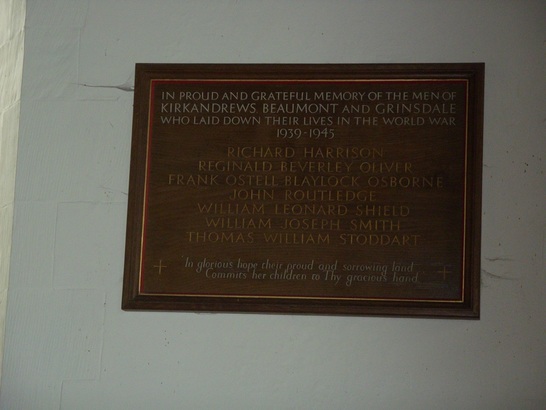 IN PROUD AND GRATEFUL MEMORY OF THE MEN OF
KIRKANDREWS BEAUMONT AND GRINSDALE
WHO LAID DOWN THEIR LIVES IN THE WORLD WAR
1939-1945
RICHARD HARRISON
REGINALD BEVERLEY OLIVER
FRANK OSTELL BLAYLOCK OSBORNE
JOHN ROUTLEDGE
WILLIAM LEONARD SHIELD
WILLIAM JOSEPH SMITH
THOMAS WILLIAM STODDART
In glorious hope their proud and sorrowing land
Commits her children to Thy gracious hand